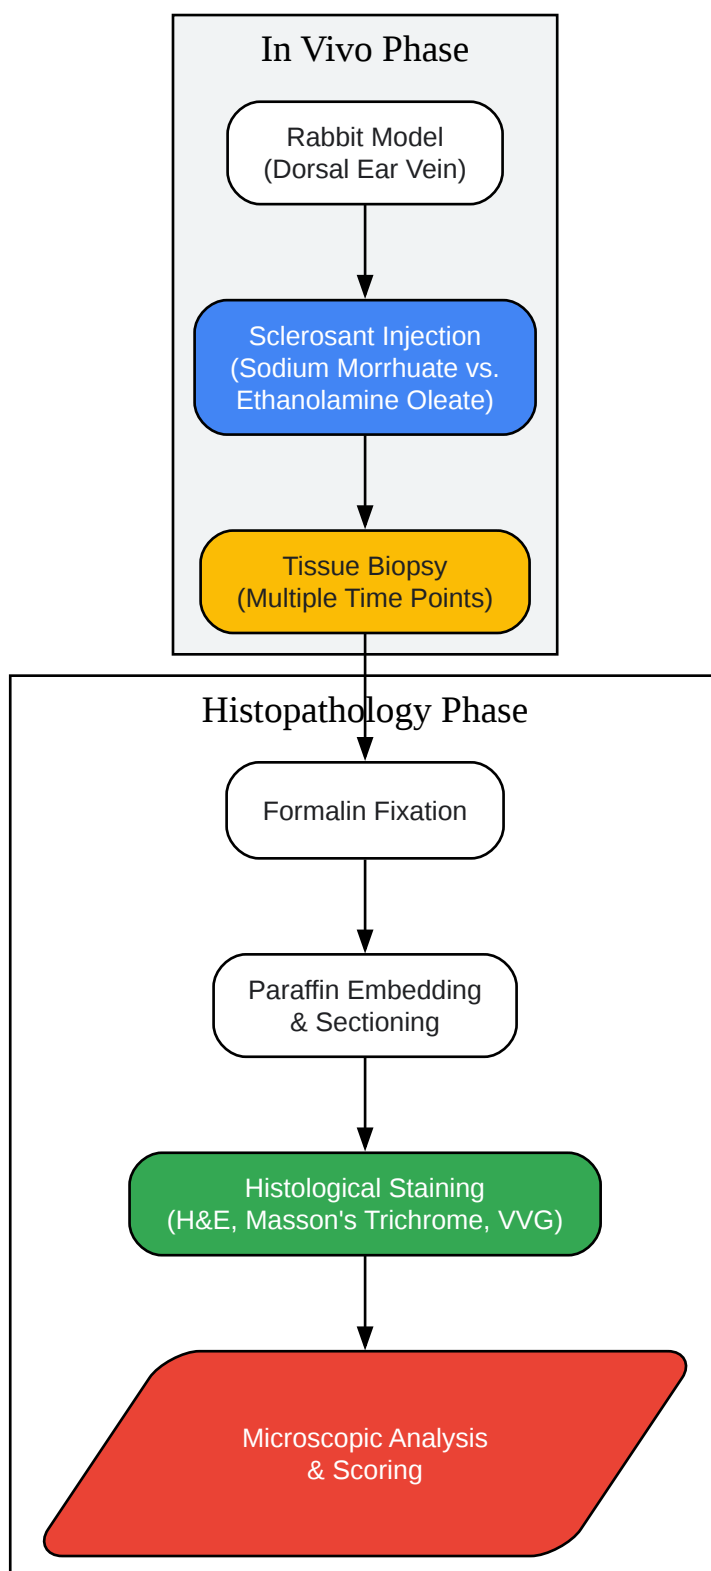 In Vivo Phase
Rabbit Model
(Dorsal Ear Vein)
Sclerosant Injection
(Sodium Morrhuate vs.
Ethanolamine Oleate)
Tissue Biopsy
(Multiple Time Points)
Histopathology Phase
Formalin Fixation
Paraffin Embedding
& Sectioning
Histological Staining
(H&E, Masson's Trichrome, VVG)
Microscopic Analysis
& Scoring